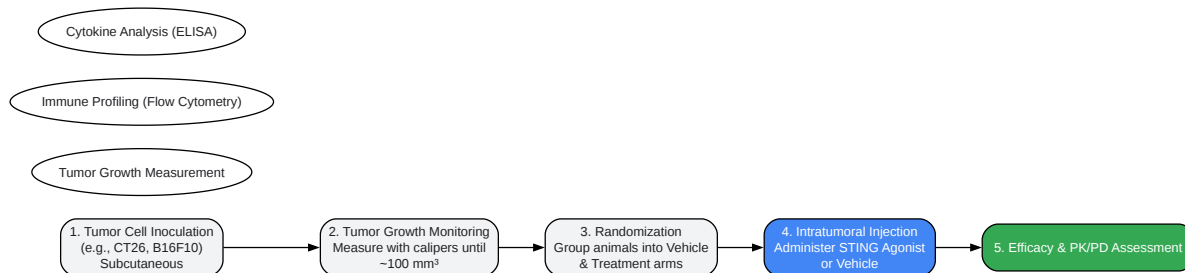 Cytokine Analysis (ELISA)
Immune Profiling (Flow Cytometry)
Tumor Growth Measurement
1. Tumor Cell Inoculation
(e.g., CT26, B16F10)
Subcutaneous
2. Tumor Growth Monitoring
Measure with calipers until
~100 mm³
3. Randomization
Group animals into Vehicle
& Treatment arms
4. Intratumoral Injection
Administer STING Agonist
or Vehicle
5. Efficacy & PK/PD Assessment